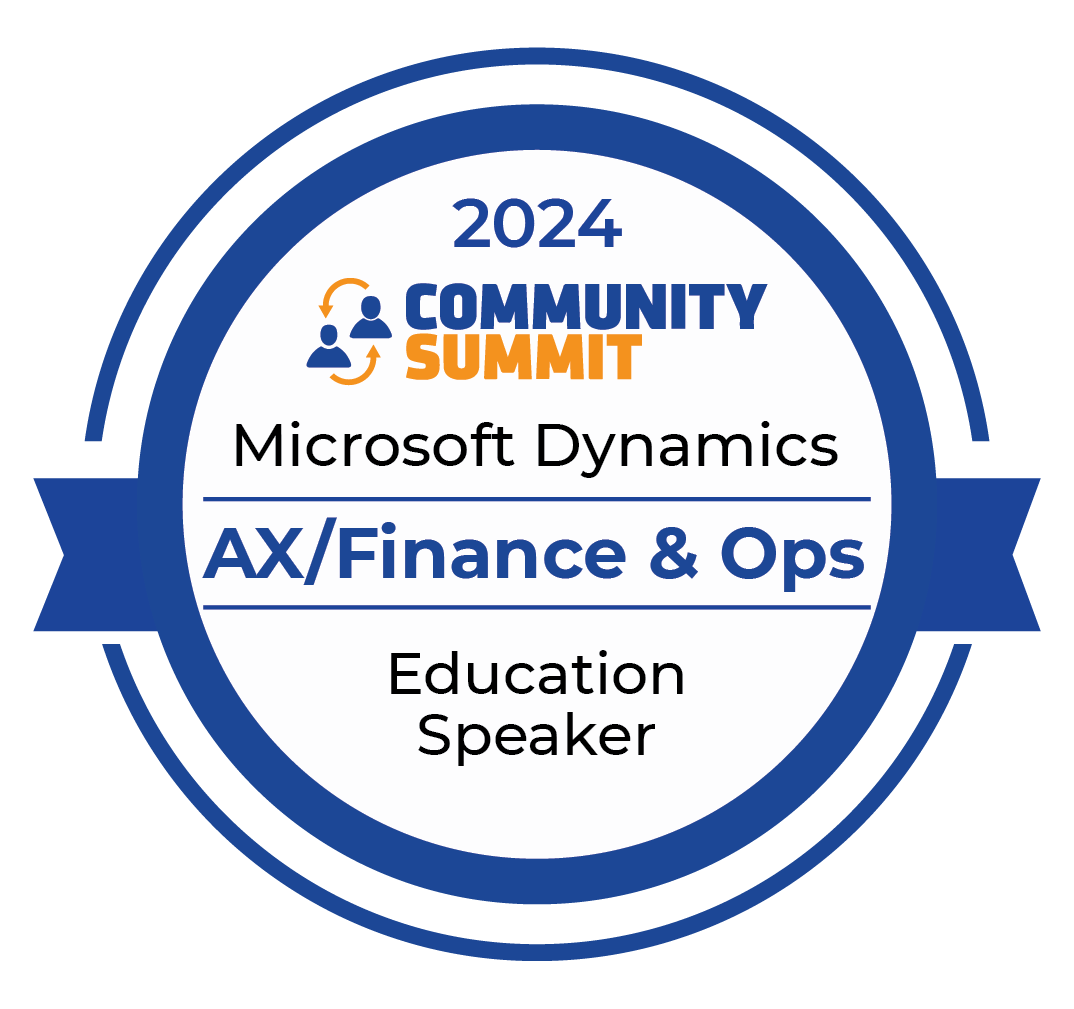 2024
COMMUNITY
SUMMIT
Microsoft Dynamics
AX/Finance & Ops
Education
Speaker